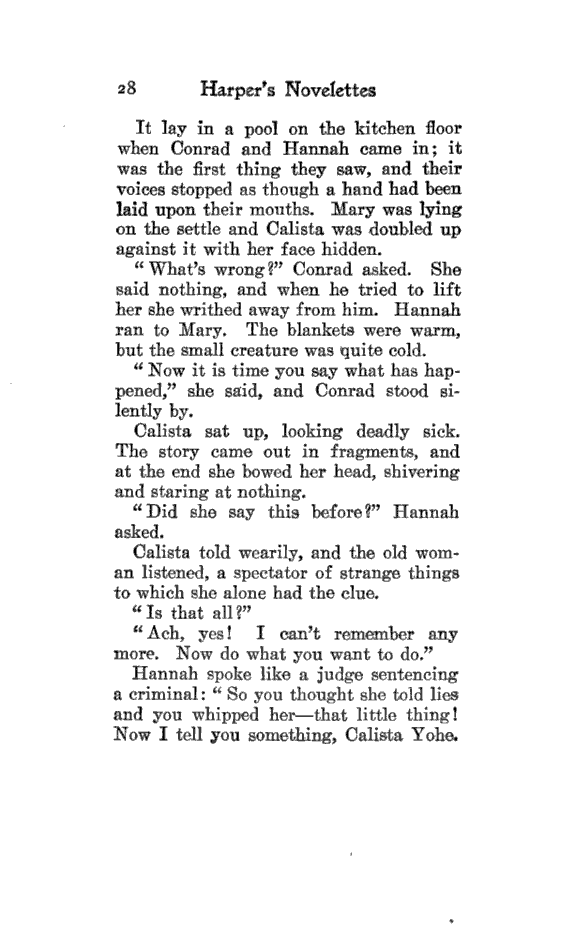 28 Harper's Novelettes
It lay in a pool on the kitchen floor
when Conrad and Hannah came in; it
was the first thing they saw, and their
voices stopped as though a hand had been
laid upon their mouths. Mary was lying
on the settle and Calista was doubled up
against it with her face hidden.
"What's wrong?" Conrad asked. She
said nothing, and when he tried to lift
her she writhed away from him. Hannah
ran to Mary. The blankets were warm,
but the small creature was quite cold.
"Now it is time you say what has hap-
pened," she said, and Conrad stood si-
lently by.
Calista sat up, looking deadly sick.
The story came out in fragments, and
at the end she bowed her head, shivering
and staring at nothing.
"Did she say this before?" Hannah
asked.
Calista told wearily, and the old wom-
an listened, a spectator of strange things
to which she alone had the clue.
"Is that all?"
"Ach, yes! I can't remember any
more. Now do what you want to do."
Hannah spoke like a judge sentencing
a criminal: "So you thought she told lies
and you whipped her—that little thing!
Now I tell you something, Calista Yohe.